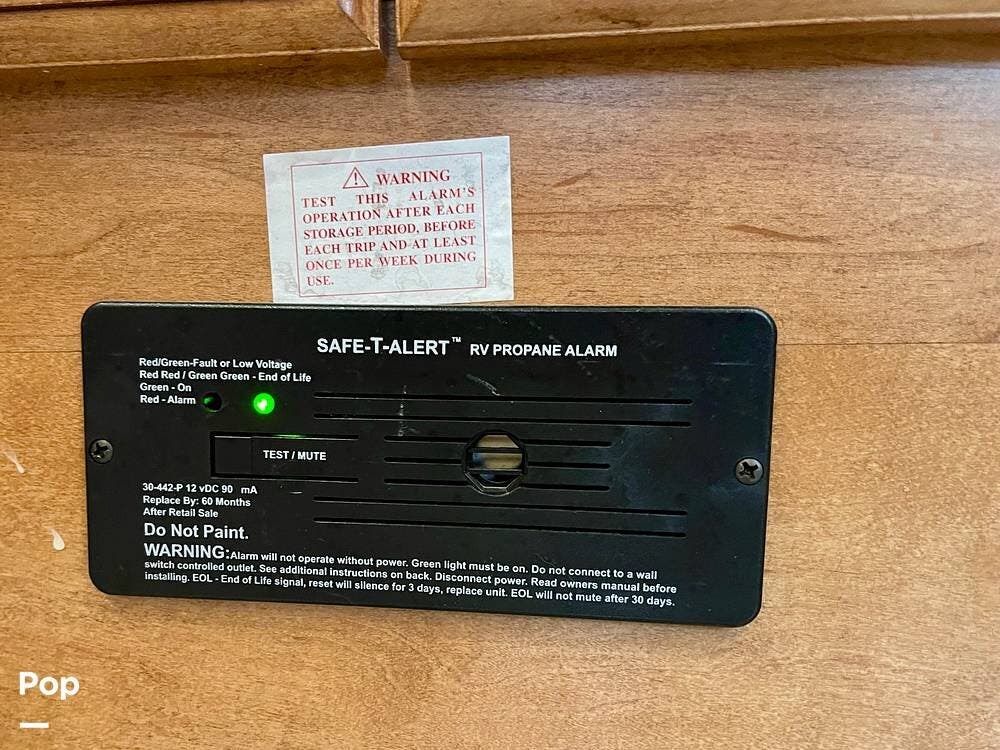 WARNING
TEST THIS ALARM'S
OPERATION AFTER EACH
STORAGE PERIOD, BEFORE
EACH TRIP AND AT LEAST
ONCE PER WEEK DURING
USE.
SAFE-T-ALERT™ RV PROPANE ALARM
Red/Green-Fault or Low Voltage
Red Red / Green Green - End of Life
Green - On
Red - Alarm
TEST / MUTE
30-442-P 12 vDC 90 mA
Replace By: 60 Months
After Retail Sale
Do Not Paint.
WARNING:Alarm will not operate without power. Green light must be on. Do not connect to a wall
switch controlled outlet. See additional instructions on back. Disconnect power. Read owners manual before
installing. EOL - End of Life signal, reset will silence for 3 days, replace unit. EOL will not mute after 30 days.
Pop